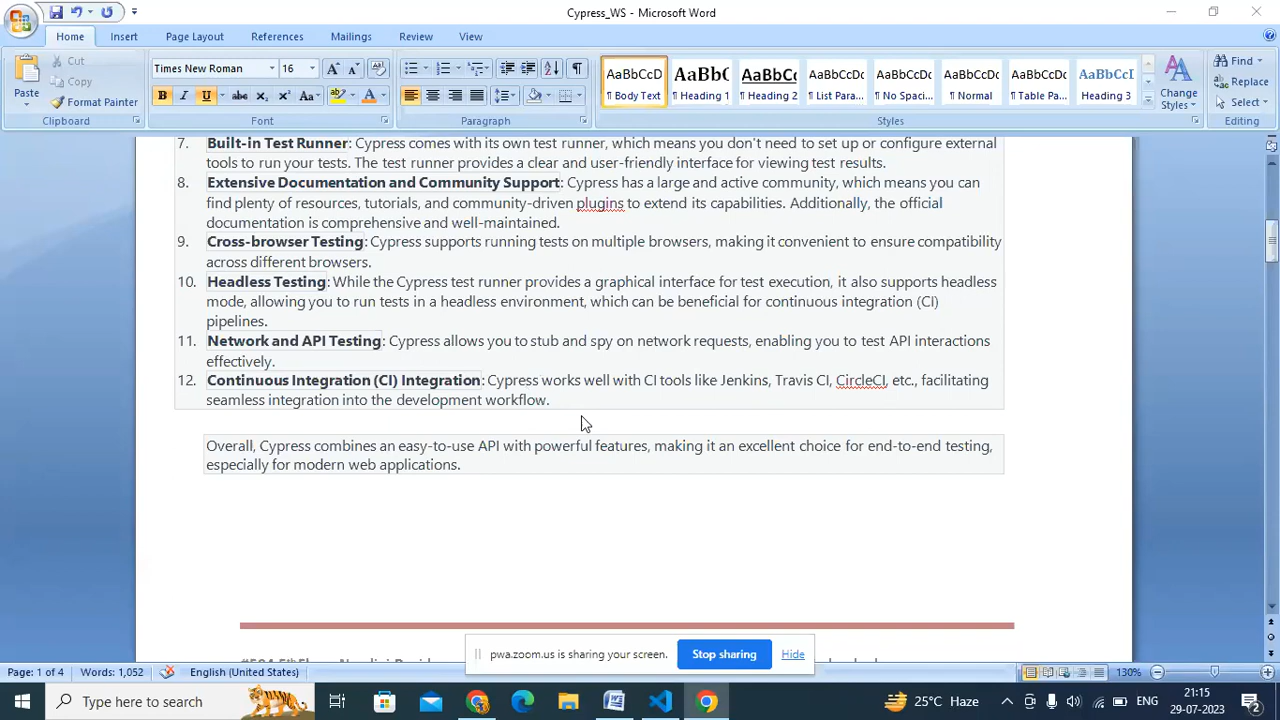 Cypress_WS - Microsoft Word
Home Insert Page Layout References Mailings Review View
Paste
Cut
Copy
Format Painter
Clipboard
Times New Roman 16
B I U abc x₂ x² Aa
Font
Paragraph
AaBbCcD AaBbC AaBbCc AaBbCcDc AaBbCcDc AaBbCcDc AaBbCcDc AaBbCcI
¶ Body Text ¶ Heading 1 ¶ Heading 2 ¶ List Para... ¶ No Spaci... ¶ Normal ¶ Table Pa... Heading 3
Change
Styles
Styles
Find
Replace
Select
Editing
7. Built-in Test Runner: Cypress comes with its own test runner, which means you don't need to set up or configure external
tools to run your tests. The test runner provides a clear and user-friendly interface for viewing test results.
8. Extensive Documentation and Community Support: Cypress has a large and active community, which means you can
find plenty of resources, tutorials, and community-driven plugins to extend its capabilities. Additionally, the official
documentation is comprehensive and well-maintained.
9. Cross-browser Testing: Cypress supports running tests on multiple browsers, making it convenient to ensure compatibility
across different browsers.
10. Headless Testing: While the Cypress test runner provides a graphical interface for test execution, it also supports headless
mode, allowing you to run tests in a headless environment, which can be beneficial for continuous integration (CI)
pipelines.
11. Network and API Testing: Cypress allows you to stub and spy on network requests, enabling you to test API interactions
effectively.
12. Continuous Integration (CI) Integration: Cypress works well with CI tools like Jenkins, Travis CI, CircleCI, etc., facilitating
seamless integration into the development workflow.
Overall, Cypress combines an easy-to-use API with powerful features, making it an excellent choice for end-to-end testing,
especially for modern web applications.
pwa.zoom.us is sharing your screen. Stop sharing Hide
Page: 1 of 4 Words: 1,052 English (United States) 130%
Type here to search
25°C Haze
ENG
21:15
29-07-2023
2